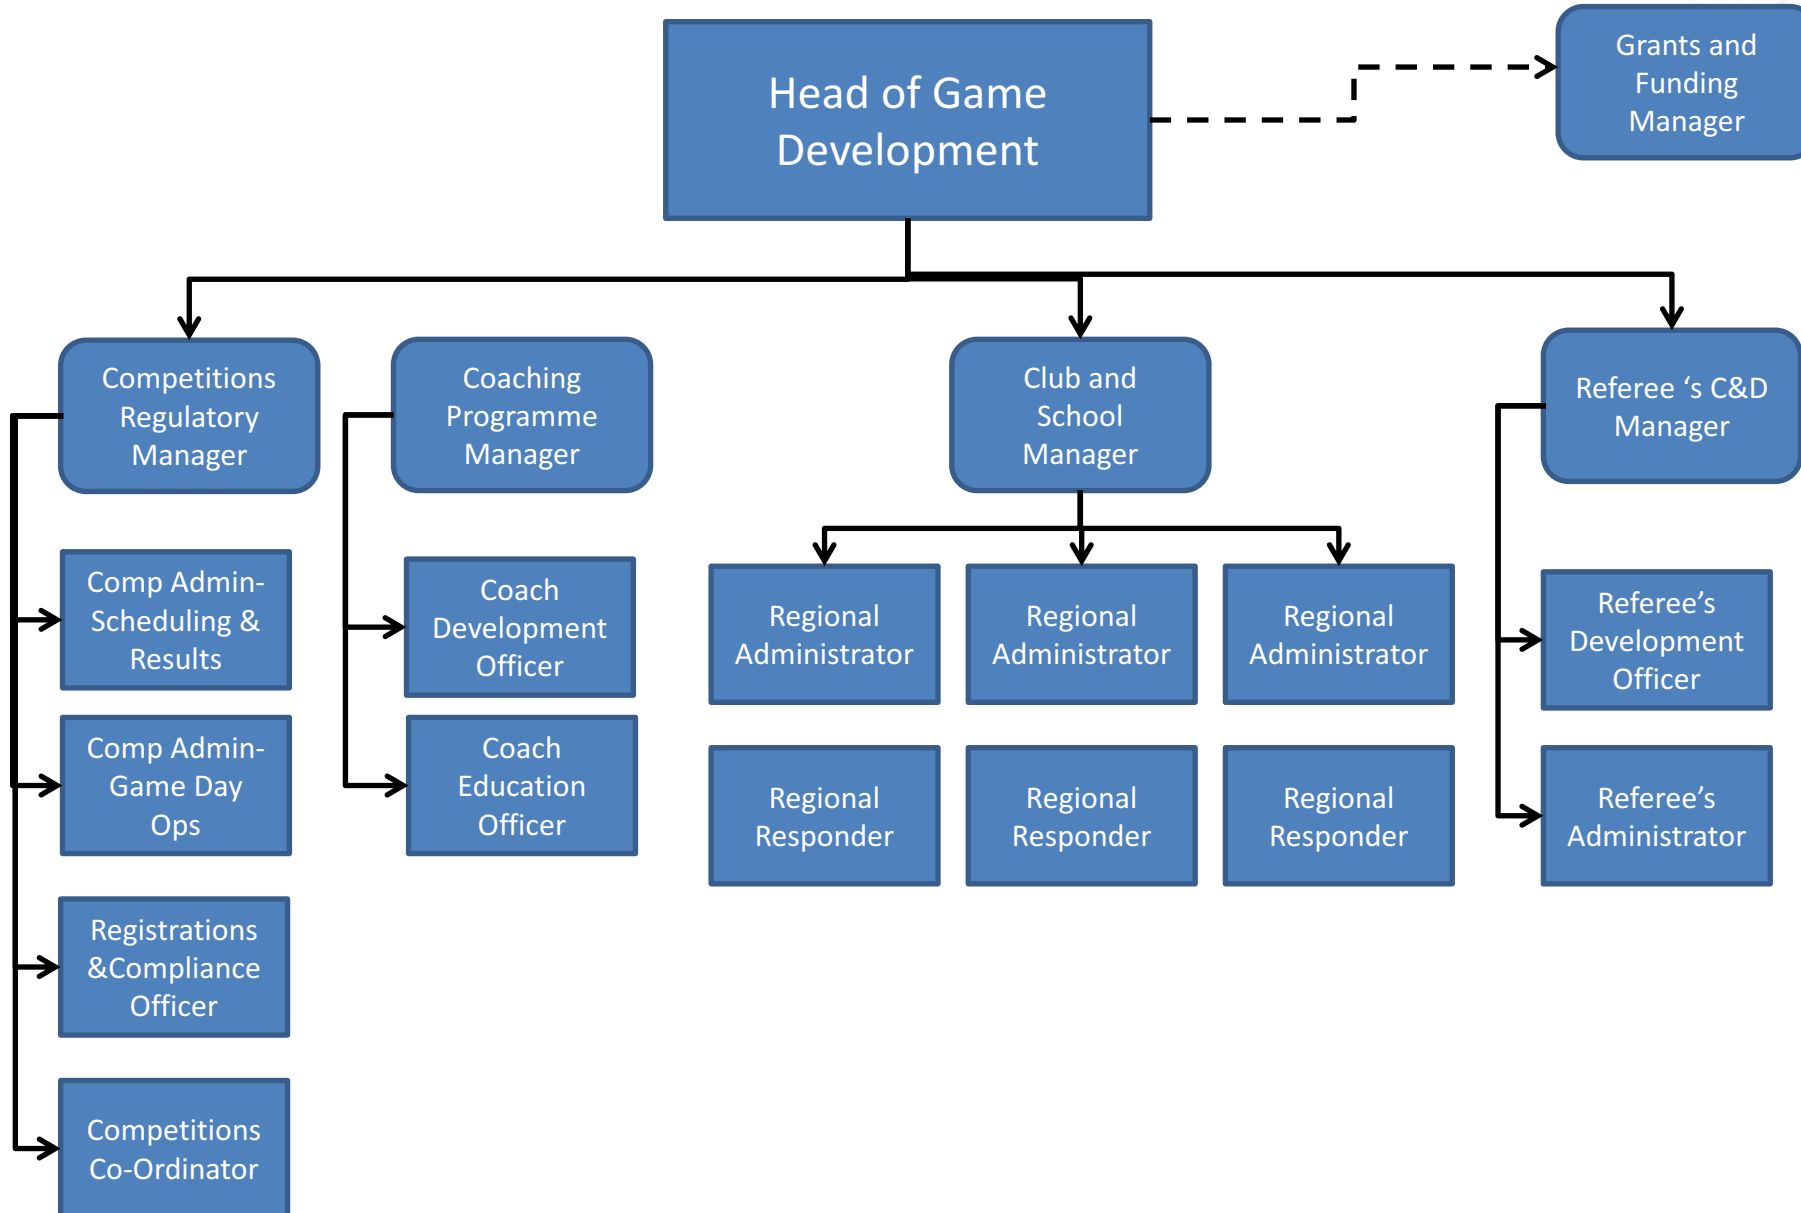 Head of Game
Development
Grants and
Funding
Manager
Competitions
Regulatory
Manager
Coaching
Programme
Manager
Club and
School
Manager
Referee ‘s C&D
Manager
Comp Admin-
Scheduling &
Results
Comp Admin-
Game Day
Ops
Registrations
&Compliance
Officer
Competitions
Co-Ordinator
Coach
Development
Officer
Coach
Education
Officer
Regional
Administrator
Regional
Administrator
Regional
Administrator
Regional
Responder
Regional
Responder
Regional
Responder
Referee’s
Development
Officer
Referee’s
Administrator